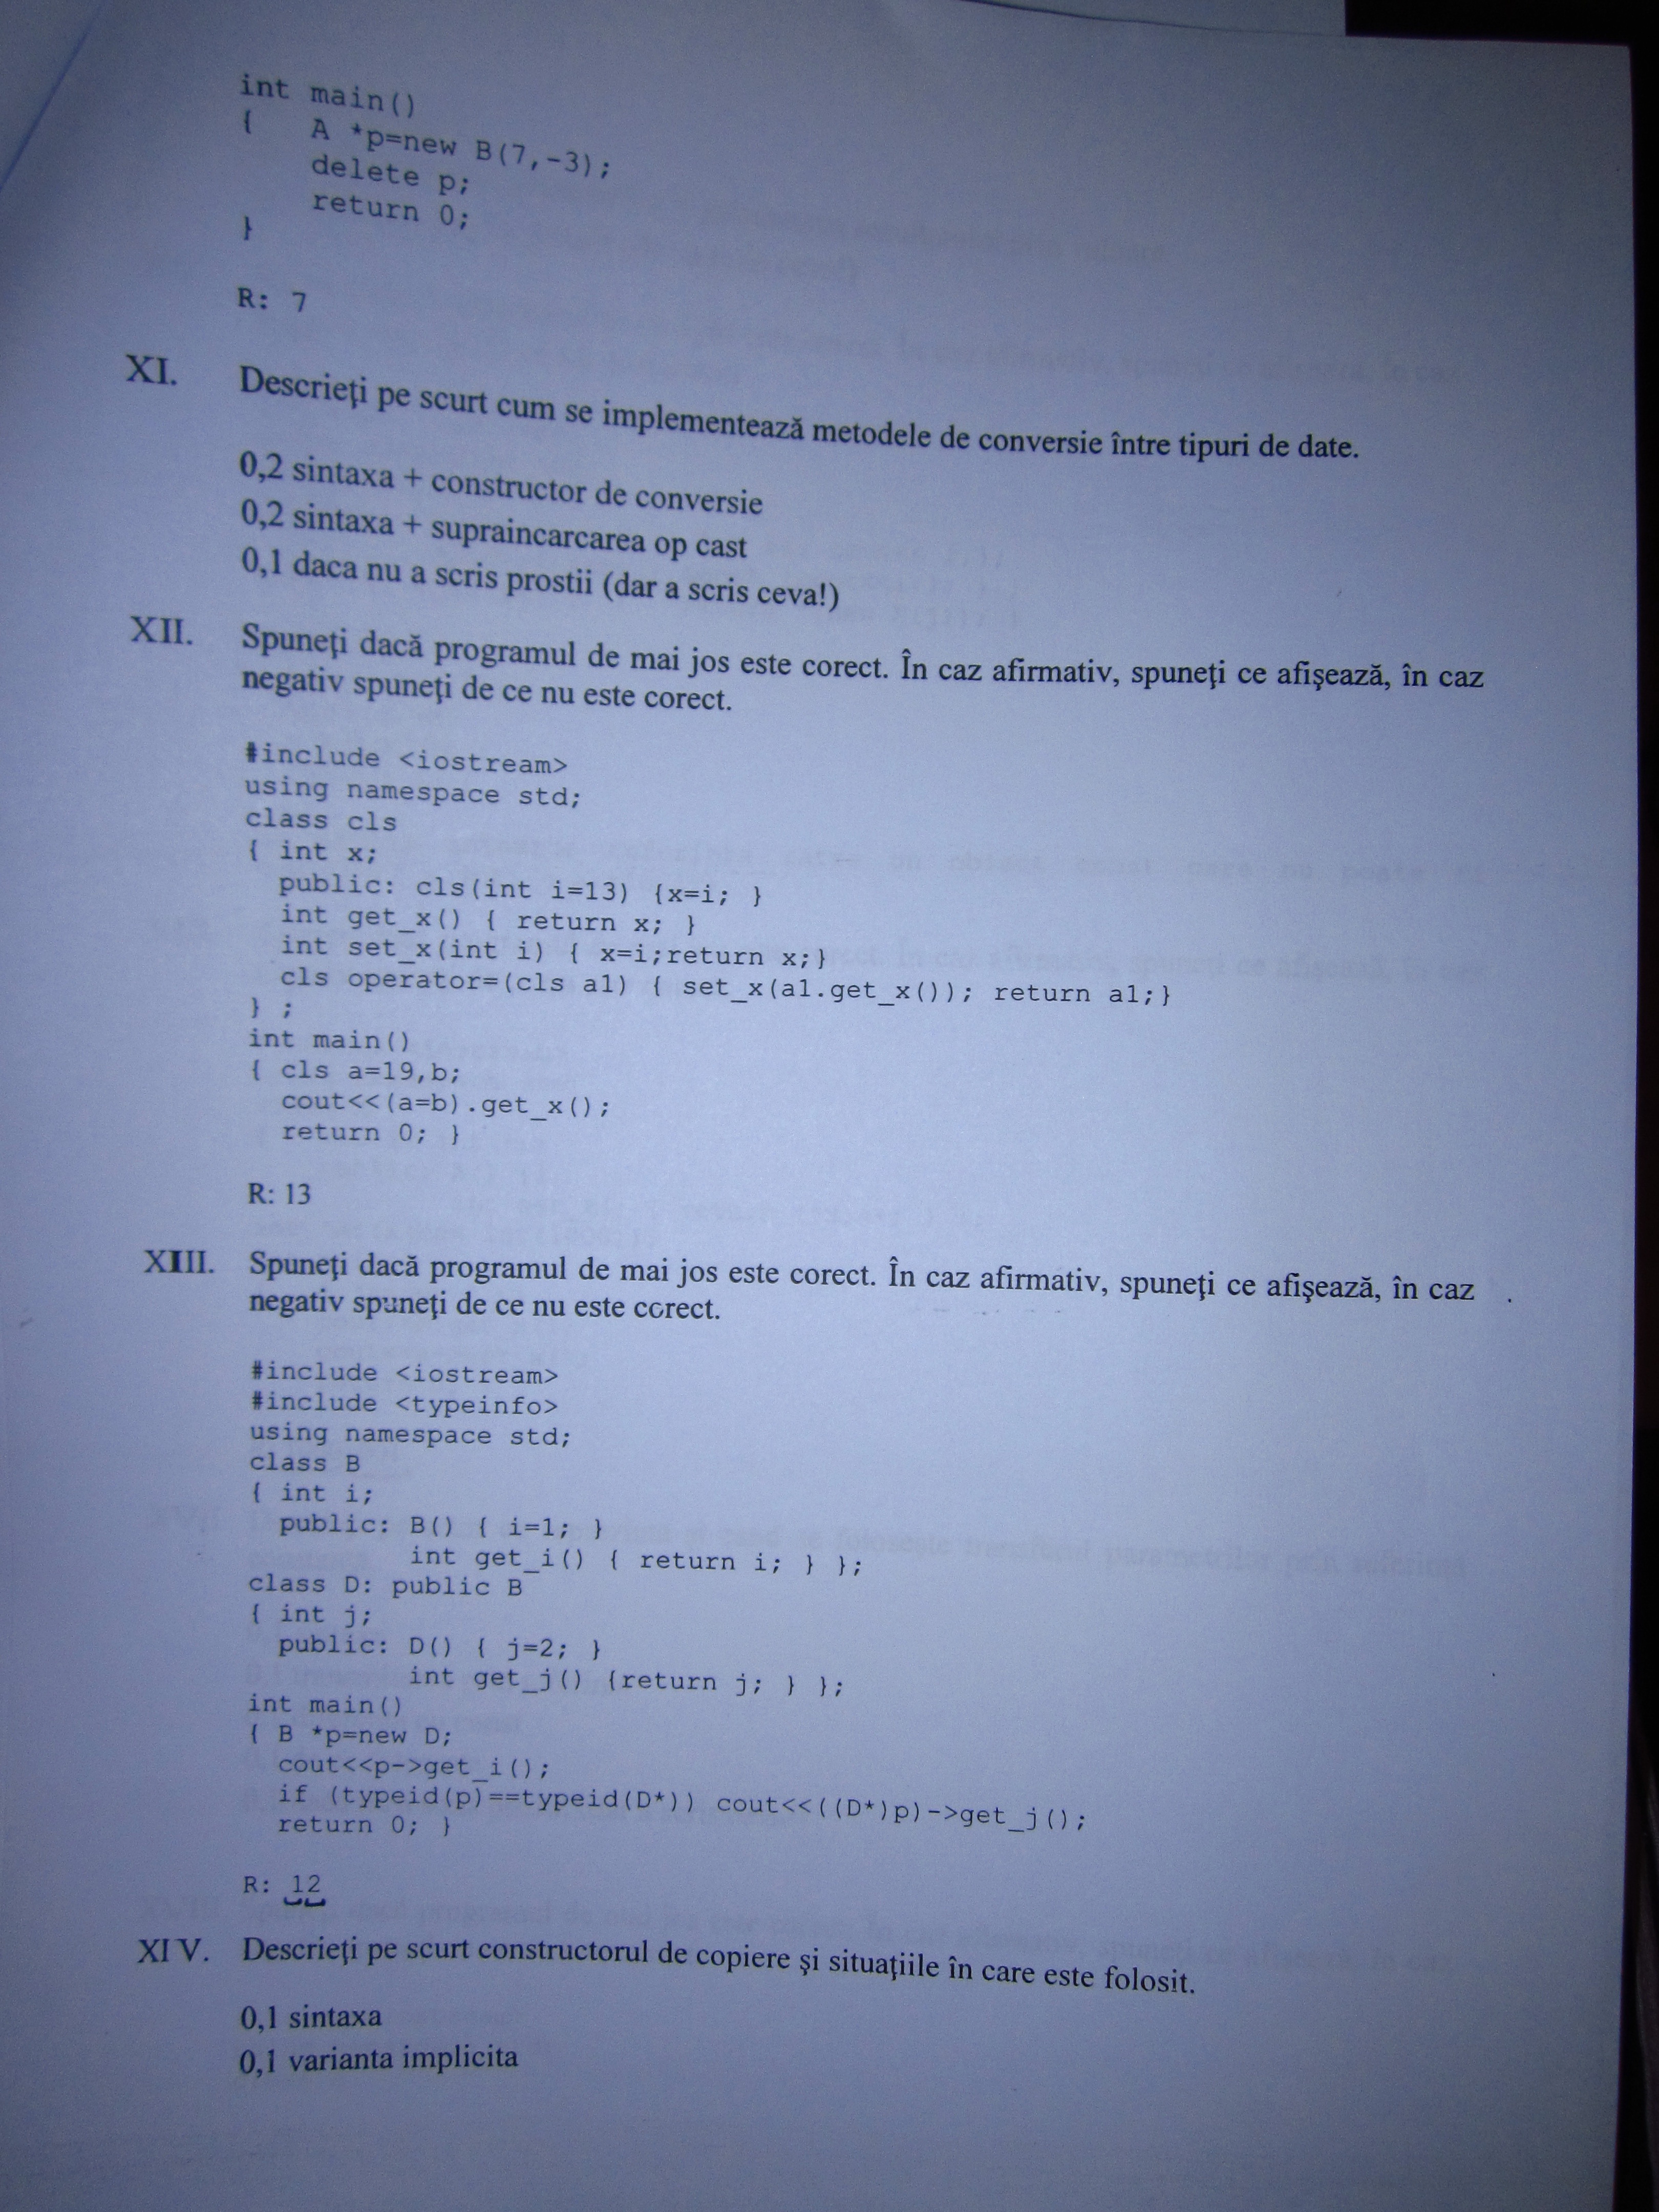 int main()
{ A *p=new B(7,-3);
delete p;
return 0;
}
R: 7
XI. Descrieţi pe scurt cum se implementează metodele de conversie între tipuri de date.
0,2 sintaxa + constructor de conversie
0,2 sintaxa + supraincarcarea op cast
0,1 daca nu a scris prostii (dar a scris ceva!)
XII. Spuneţi dacă programul de mai jos este corect. În caz afirmativ, spuneţi ce afişează, în caz
negativ spuneţi de ce nu este corect.
#include <iostream>
using namespace std;
class cls
{ int x;
public: cls(int i=13) {x=i; }
int get_x() { return x; }
int set_x(int i) { x=i;return x;}
cls operator=(cls a1) { set_x(a1.get_x()); return a1;}
} ;
int main()
{ cls a=19,b;
cout<<(a=b).get_x();
return 0; }
R: 13
XIII. Spuneţi dacă programul de mai jos este corect. În caz afirmativ, spuneţi ce afişează, în caz
negativ spuneţi de ce nu este corect.
#include <iostream>
#include <typeinfo>
using namespace std;
class B
{ int i;
public: B() { i=1; }
int get_i() { return i; } };
class D: public B
{ int j;
public: D() { j=2; }
int get_j() {return j; } };
int main()
{ B *p=new D;
cout<<p->get_i();
if (typeid(p)==typeid(D*)) cout<<((D*)p)->get_j();
return 0; }
R: 12
XIV. Descrieţi pe scurt constructorul de copiere şi situaţiile în care este folosit.
0,1 sintaxa
0,1 varianta implicita